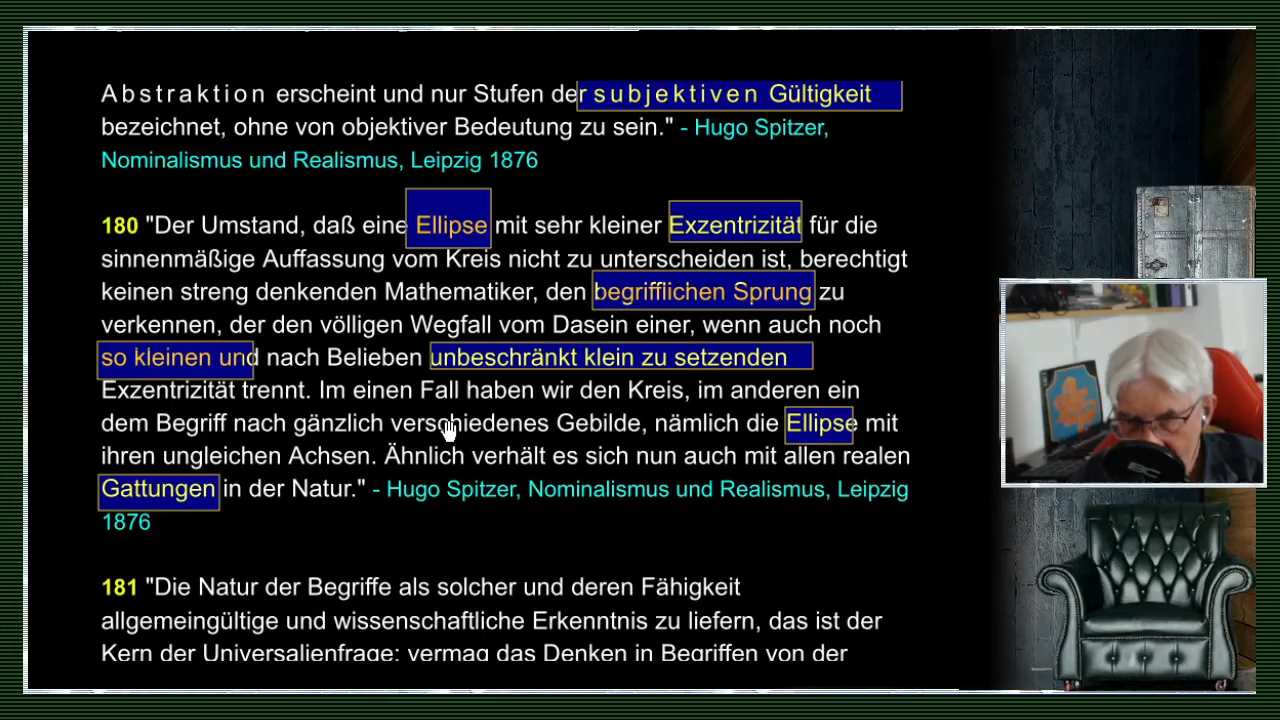 Abstraktion erscheint und nur Stufen der subjektiven Gültigkeit
bezeichnet, ohne von objektiver Bedeutung zu sein." - Hugo Spitzer,
Nominalismus und Realismus, Leipzig 1876
180 "Der Umstand, daß eine Ellipse mit sehr kleiner Exzentrizität für die
sinnenmäßige Auffassung vom Kreis nicht zu unterscheiden ist, berechtigt
keinen streng denkenden Mathematiker, den begrifflichen Sprung zu
verkennen, der den völligen Wegfall vom Dasein einer, wenn auch noch
so kleinen und nach Belieben unbeschränkt klein zu setzenden
Exzentrizität trennt. Im einen Fall haben wir den Kreis, im anderen ein
dem Begriff nach gänzlich verschiedenes Gebilde, nämlich die Ellipse mit
ihren ungleichen Achsen. Ähnlich verhält es sich nun auch mit allen realen
Gattungen in der Natur." - Hugo Spitzer, Nominalismus und Realismus, Leipzig
1876
181 "Die Natur der Begriffe als solcher und deren Fähigkeit
allgemeingültige und wissenschaftliche Erkenntnis zu liefern, das ist der
Kern der Universalienfrage: vermag das Denken in Begriffen von der